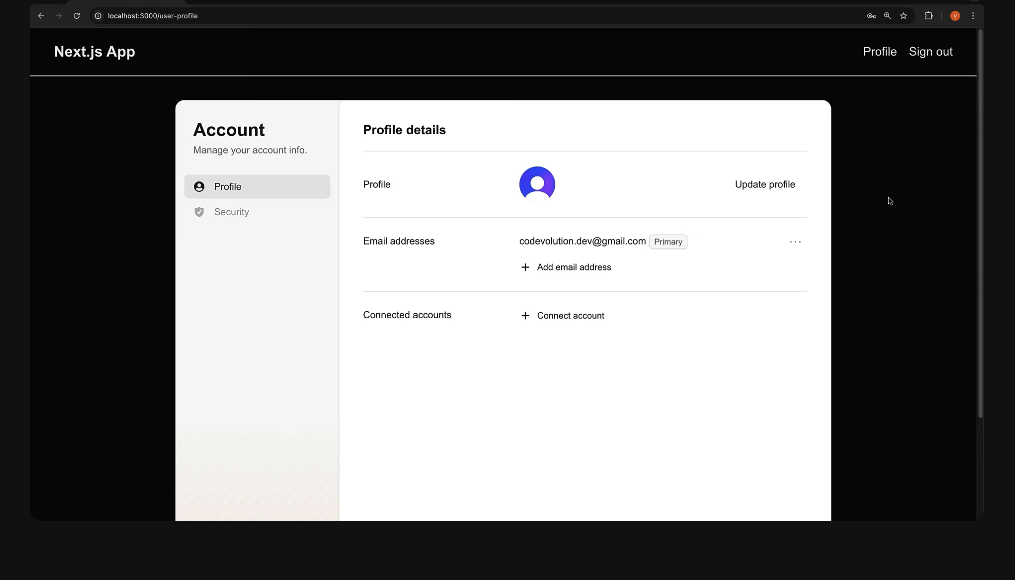 localhost:3000/user-profile
V
Next.js App
Profile Sign out
Account
Manage your account info.
Profile
Security
Profile details
Profile
Update profile
Email addresses
codevolution.dev@gmail.com Primary
+ Add email address
Connected accounts
+ Connect account